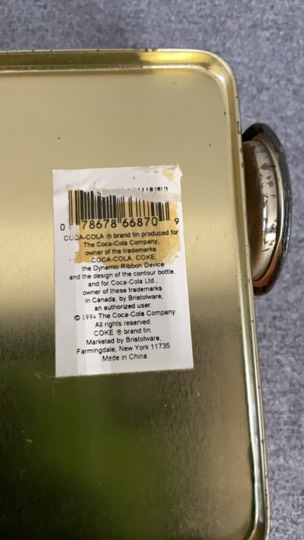 0 78678 66870 9
COCA-COLA ® brand tin produced for
The Coca-Cola Company,
owner of the trademarks
COCA-COLA, COKE,
the Dynamic Ribbon Device
and the design of the contour bottle,
and for Coca-Cola Ltd.,
owner of these trademarks
in Canada, by Bristolware,
an authorized user.
© 1994 The Coca-Cola Company
All rights reserved.
COKE ® brand tin.
Marketed by Bristolware,
Farmingdale, New York 11735
Made in China